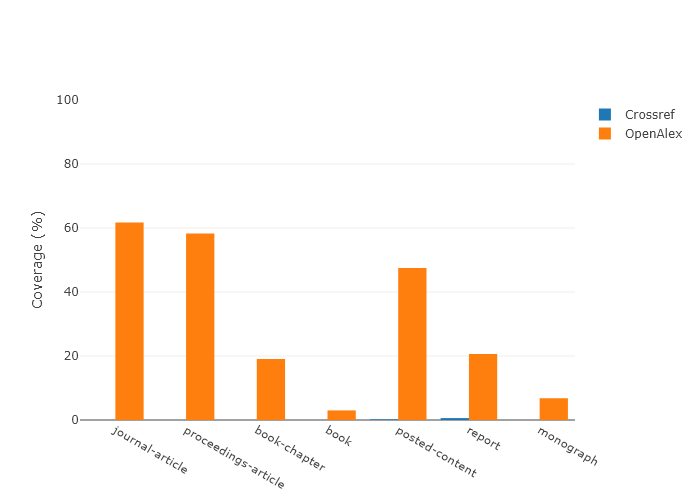 100
80
60
40
20
0
Coverage (%)
journal-article
proceedings-article
book-chapter
book
posted-content
report
monograph
Crossref
OpenAlex